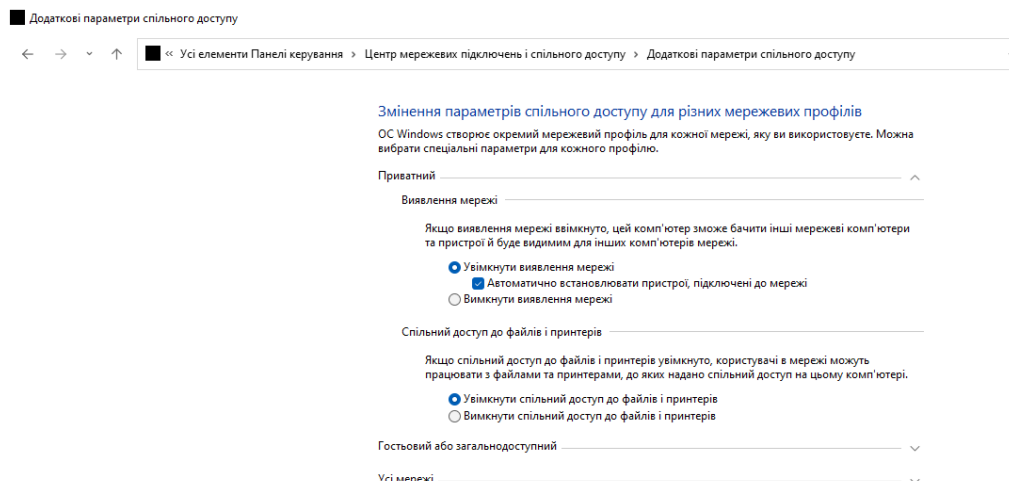 Додаткові параметри спільного доступу
« Усі елементи Панелі керування > Центр мережевих підключень і спільного доступу > Додаткові параметри спільного доступу
Змінення параметрів спільного доступу для різних мережевих профілів
ОС Windows створює окремий мережевий профіль для кожної мережі, яку ви використовуєте. Можна
вибрати спеціальні параметри для кожного профілю.
Приватний
Виявлення мережі
Якщо виявлення мережі ввімкнуто, цей комп'ютер зможе бачити інші мережеві комп'ютери
та пристрої й буде видимим для інших комп'ютерів мережі.
Увімкнути виявлення мережі
Автоматично встановлювати пристрої, підключені до мережі
Вимкнути виявлення мережі
Спільний доступ до файлів і принтерів
Якщо спільний доступ до файлів і принтерів увімкнуто, користувачі в мережі можуть
працювати з файлами та принтерами, до яких надано спільний доступ на цьому комп'ютері.
Увімкнути спільний доступ до файлів і принтерів
Вимкнути спільний доступ до файлів і принтерів
Гостьовий або загальнодоступний
Усі мережі